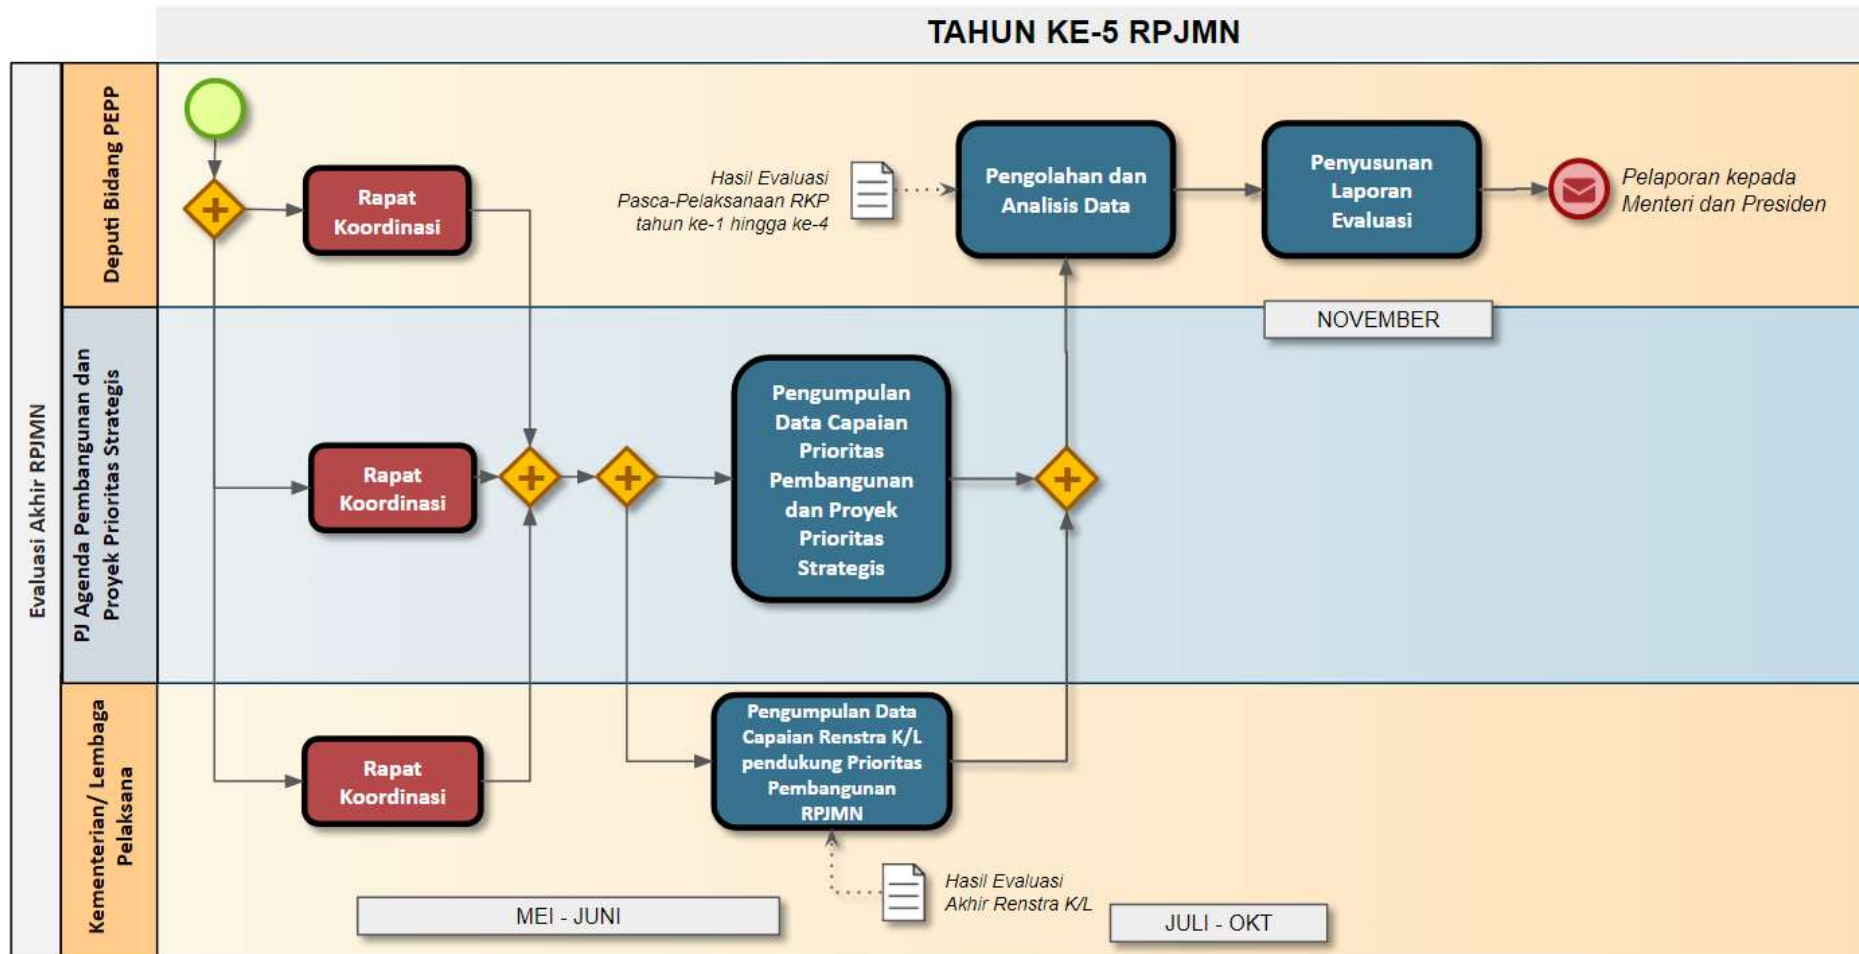 TAHUN KE-5 RPJMN
Evaluasi Akhir RPJMN
Deputi Bidang PEPP
Rapat
Koordinasi
Hasil Evaluasi
Pasca-Pelaksanaan RKP
tahun ke-1 hingga ke-4
Pengolahan dan
Analisis Data
Penyusunan
Laporan
Evaluasi
Pelaporan kepada
Menteri dan Presiden
NOVEMBER
PJ Agenda Pembangunan dan
Proyek Prioritas Strategis
Rapat
Koordinasi
Pengumpulan
Data Capaian
Prioritas
Pembangunan
dan Proyek
Prioritas
Strategis
Kementerian/ Lembaga
Pelaksana
Rapat
Koordinasi
Pengumpulan Data
Capaian Renstra K/L
pendukung Prioritas
Pembangunan
RPJMN
Hasil Evaluasi
Akhir Renstra K/L
MEI - JUNI
JULI - OKT